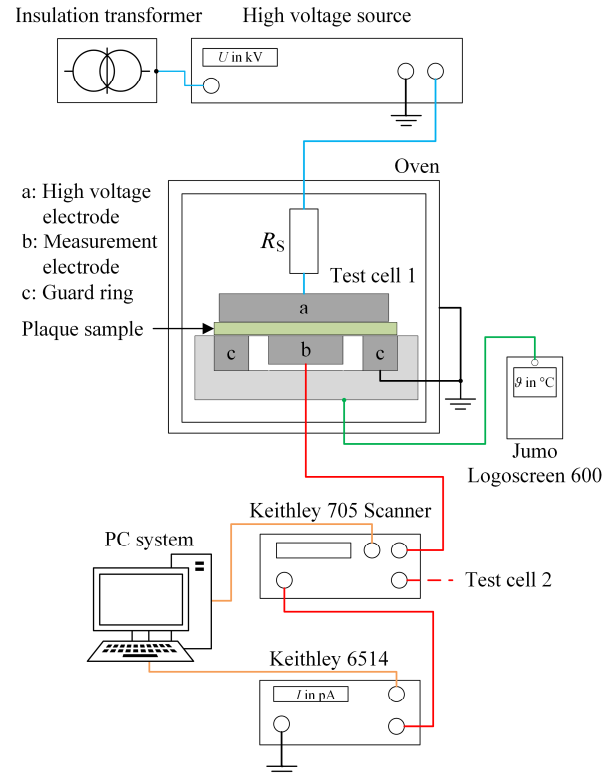 Insulation transformer
High voltage source
U in kV
Oven
a: High voltage
electrode
b: Measurement
electrode
c: Guard ring
Plaque sample
RS
Test cell 1
a
c
b
c
ϑ in °C
Jumo
Logoscreen 600
Keithley 705 Scanner
PC system
Test cell 2
Keithley 6514
I in pA